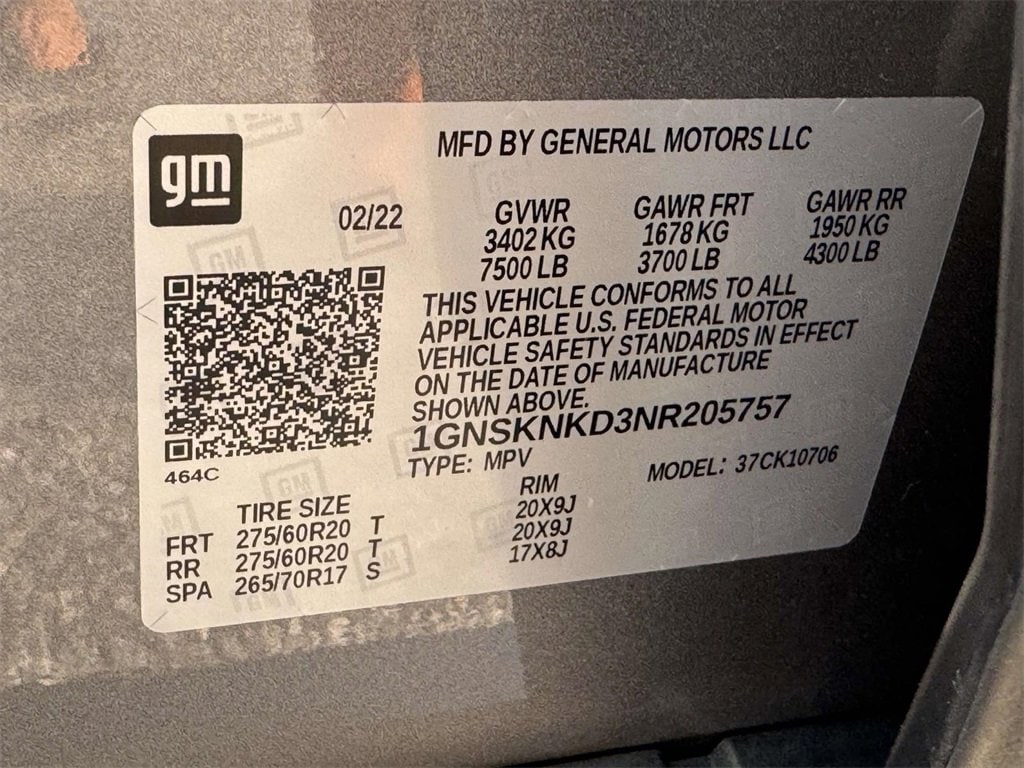 gm
MFD BY GENERAL MOTORS LLC
02/22
GVWR GAWR FRT GAWR RR
3402 KG 1678 KG 1950 KG
7500 LB 3700 LB 4300 LB
THIS VEHICLE CONFORMS TO ALL
APPLICABLE U.S. FEDERAL MOTOR
VEHICLE SAFETY STANDARDS IN EFFECT
ON THE DATE OF MANUFACTURE
SHOWN ABOVE.
1GNSKNKD3NR205757
464C
TYPE: MPV MODEL: 37CK10706
TIRE SIZE RIM
FRT 275/60R20 T 20X9J
RR 275/60R20 T 20X9J
SPA 265/70R17 S 17X8J